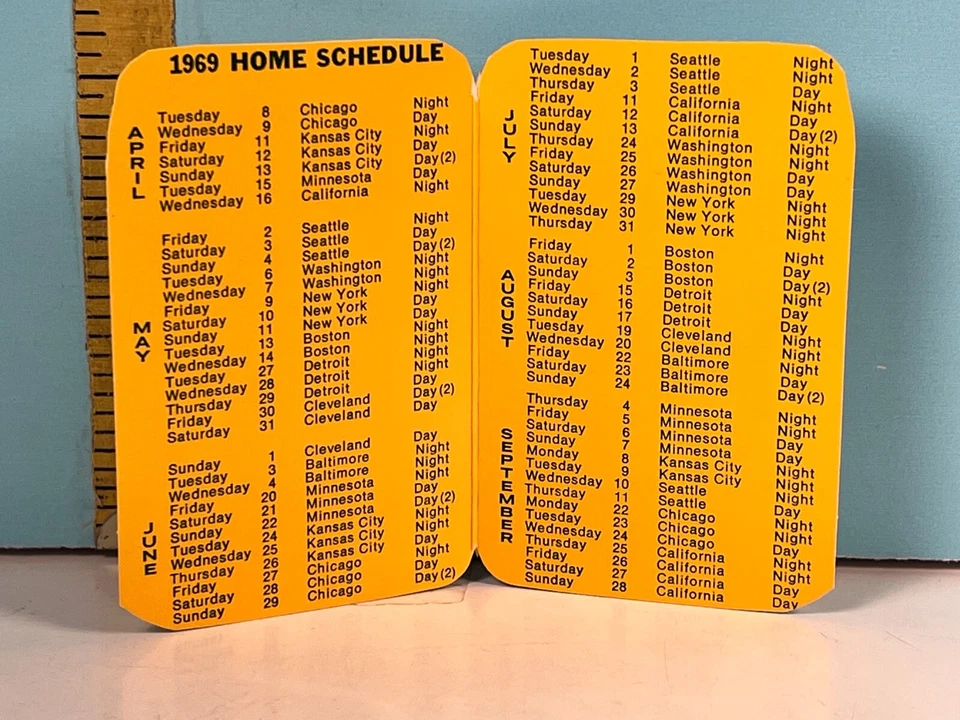 1969 HOME SCHEDULE
APRIL
Tuesday 8 Chicago Night
Wednesday 9 Chicago Day
Friday 11 Kansas City Night
Saturday 12 Kansas City Day
Sunday 13 Kansas City Day(2)
Tuesday 15 Minnesota Day
Wednesday 16 California Night
MAY
Friday 2 Seattle Night
Saturday 3 Seattle Day
Sunday 4 Seattle Day(2)
Tuesday 6 Washington Night
Wednesday 7 Washington Night
Friday 9 New York Night
Saturday 10 New York Day
Sunday 11 New York Day
Tuesday 13 Boston Night
Wednesday 14 Boston Night
Tuesday 27 Detroit Night
Wednesday 28 Detroit Night
Thursday 29 Detroit Day
Friday 30 Cleveland Day(2)
Saturday 31 Cleveland Day
JUNE
Sunday 1 Cleveland Day
Tuesday 3 Baltimore Night
Wednesday 4 Baltimore Night
Friday 20 Minnesota Night
Saturday 21 Minnesota Day
Sunday 22 Minnesota Day(2)
Tuesday 24 Kansas City Night
Wednesday 25 Kansas City Night
Thursday 26 Kansas City Day
Friday 27 Chicago Night
Saturday 28 Chicago Day
Sunday 29 Chicago Day(2)
JULY
Tuesday 1 Seattle Night
Wednesday 2 Seattle Night
Thursday 3 Seattle Day
Friday 11 California Night
Saturday 12 California Day
Sunday 13 California Day(2)
Thursday 24 Washington Night
Friday 25 Washington Night
Saturday 26 Washington Day
Sunday 27 Washington Day
Tuesday 29 New York Night
Wednesday 30 New York Night
Thursday 31 New York Night
AUGUST
Friday 1 Boston Night
Saturday 2 Boston Day
Sunday 3 Boston Day(2)
Friday 15 Detroit Night
Saturday 16 Detroit Day
Sunday 17 Detroit Day
Tuesday 19 Cleveland Night
Wednesday 20 Cleveland Night
Friday 22 Baltimore Night
Saturday 23 Baltimore Day
Sunday 24 Baltimore Day(2)
SEPTEMBER
Thursday 4 Minnesota Night
Friday 5 Minnesota Night
Saturday 6 Minnesota Day
Sunday 7 Minnesota Day
Monday 8 Kansas City Night
Tuesday 9 Kansas City Night
Wednesday 10 Seattle Night
Thursday 11 Seattle Day
Monday 22 Chicago Night
Tuesday 23 Chicago Night
Wednesday 24 Chicago Day
Thursday 25 California Night
Friday 26 California Night
Saturday 27 California Day
Sunday 28 California Day